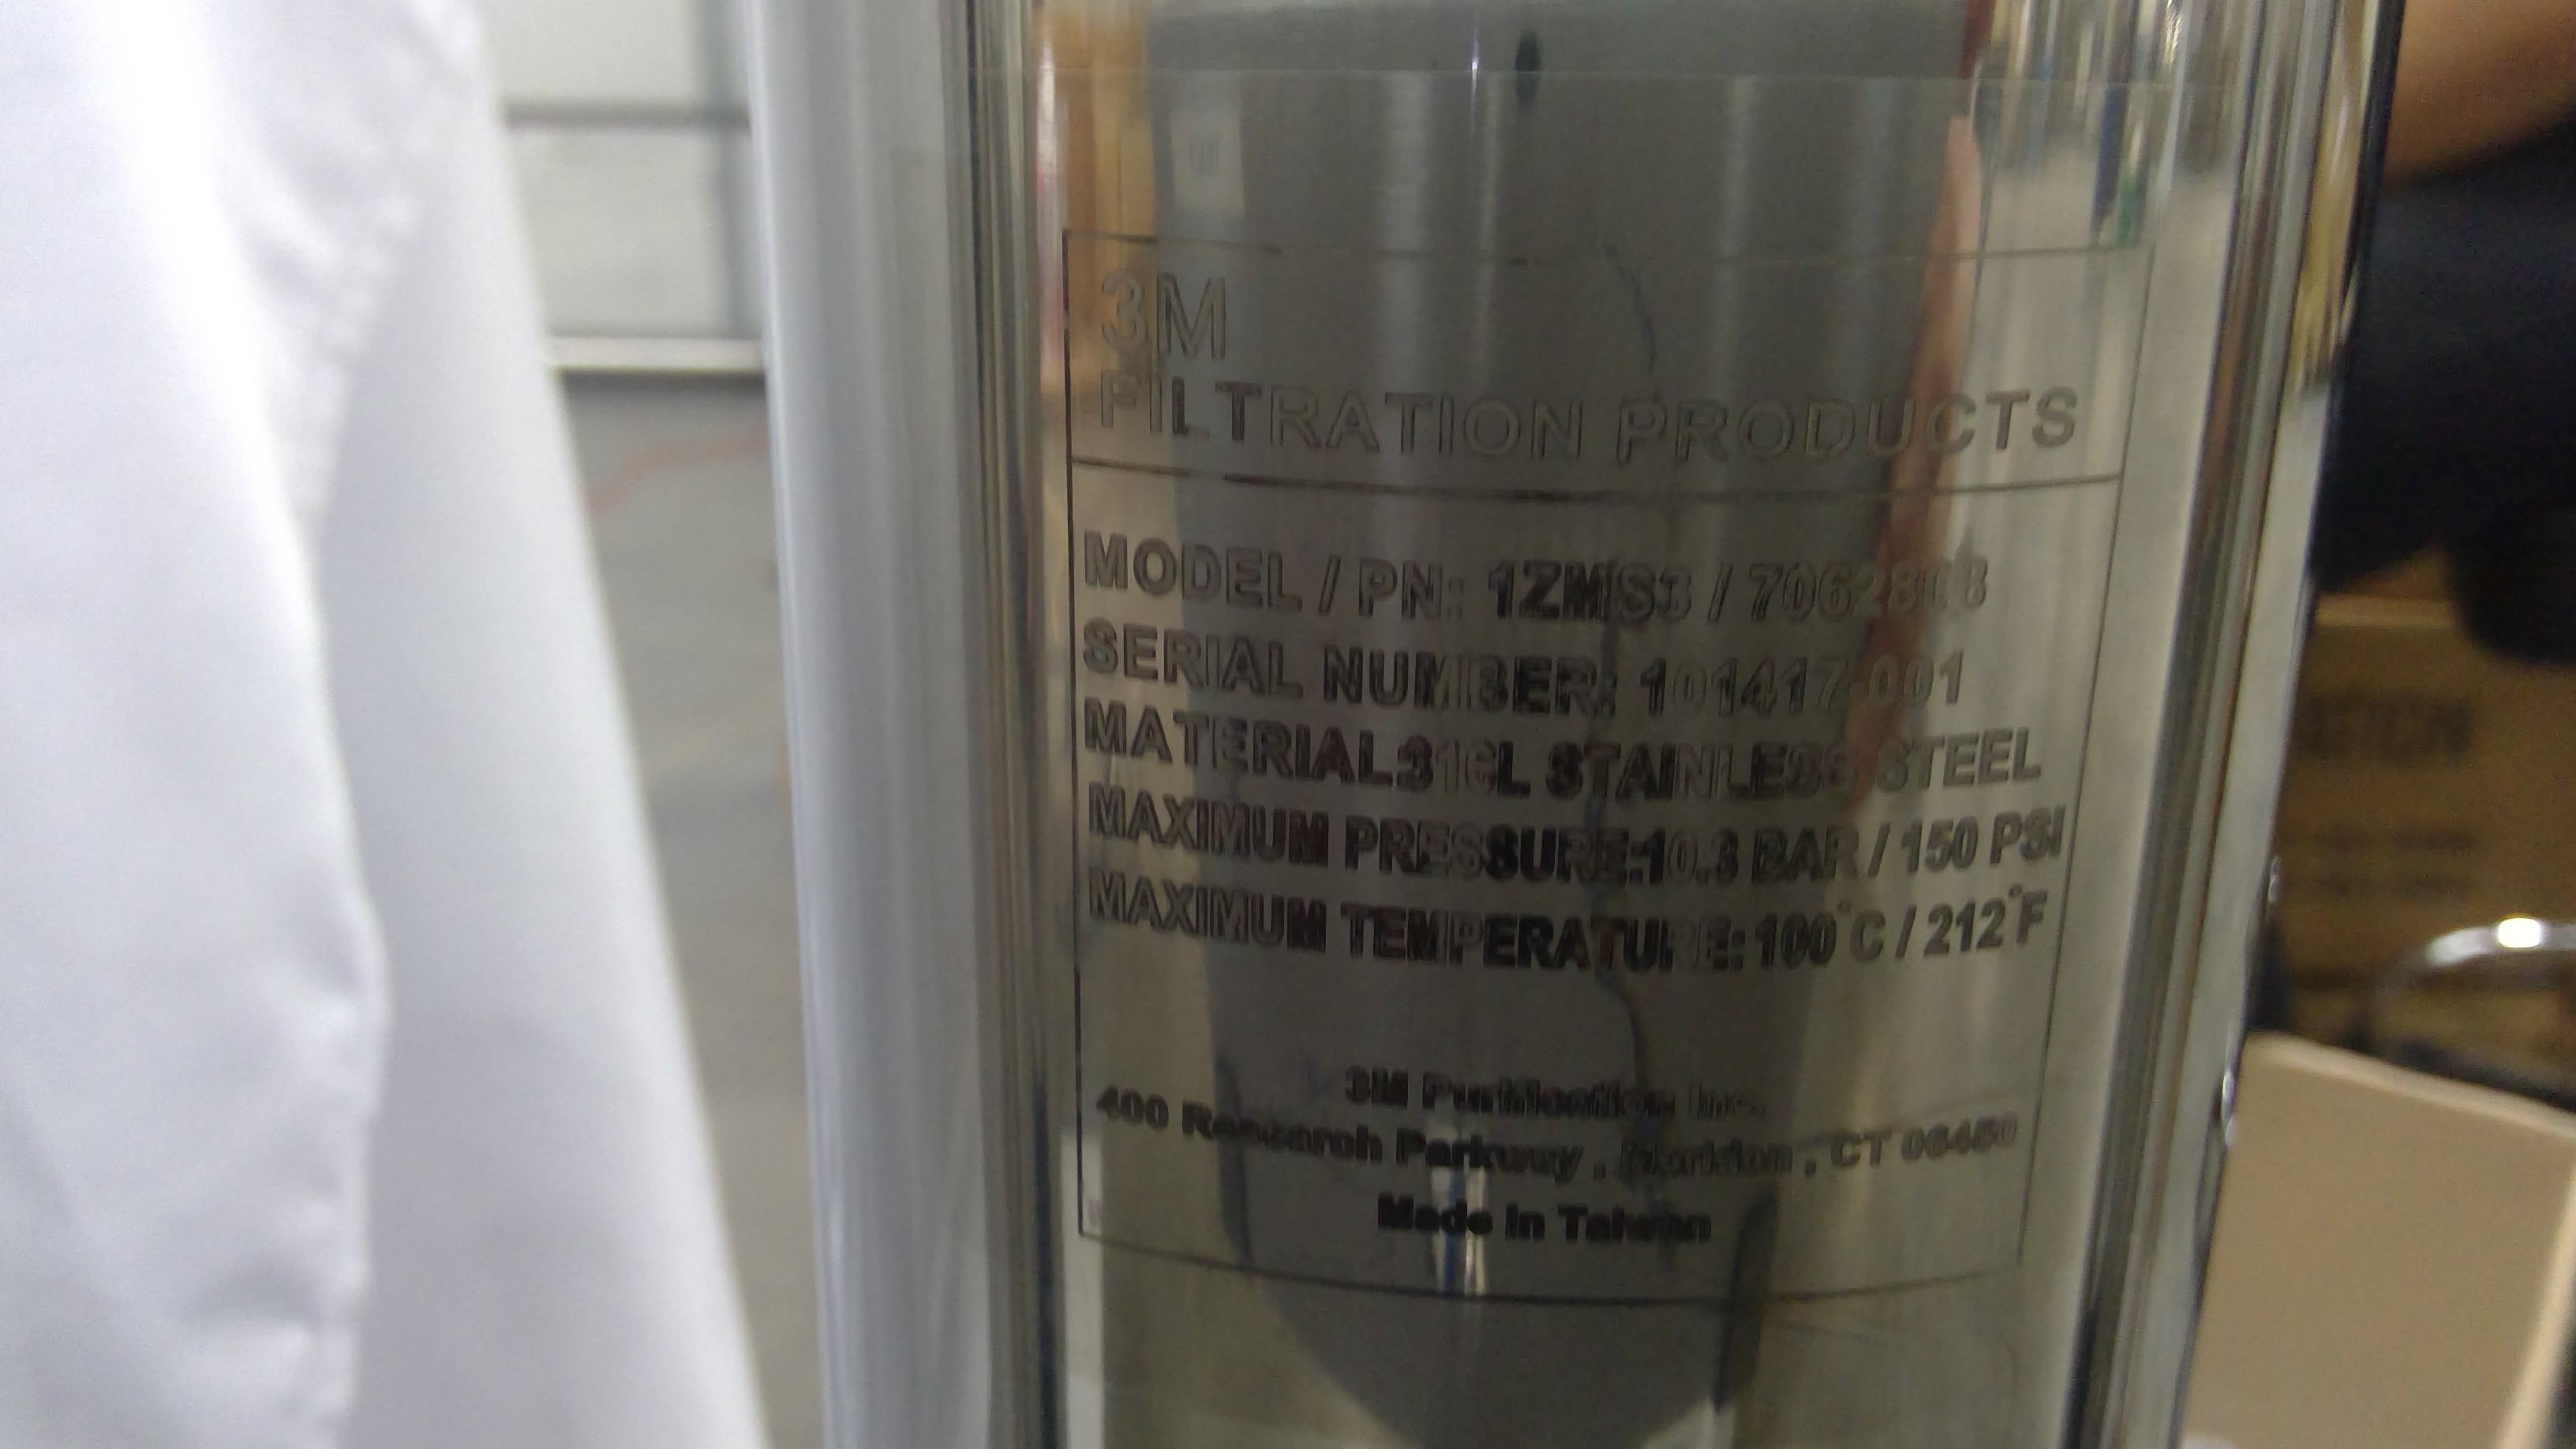 3M
FILTRATION PRODUCTS
MODEL / PN: 1ZMS3 / 7062808
SERIAL NUMBER: 101417-001
MATERIAL316L STAINLESS STEEL
MAXIMUM PRESSURE:10.3 BAR / 150 PSI
MAXIMUM TEMPERATURE:100°C / 212°F
3M Purification Inc.
400 Research Parkway , Meriden , CT 06450
Made in Taiwan